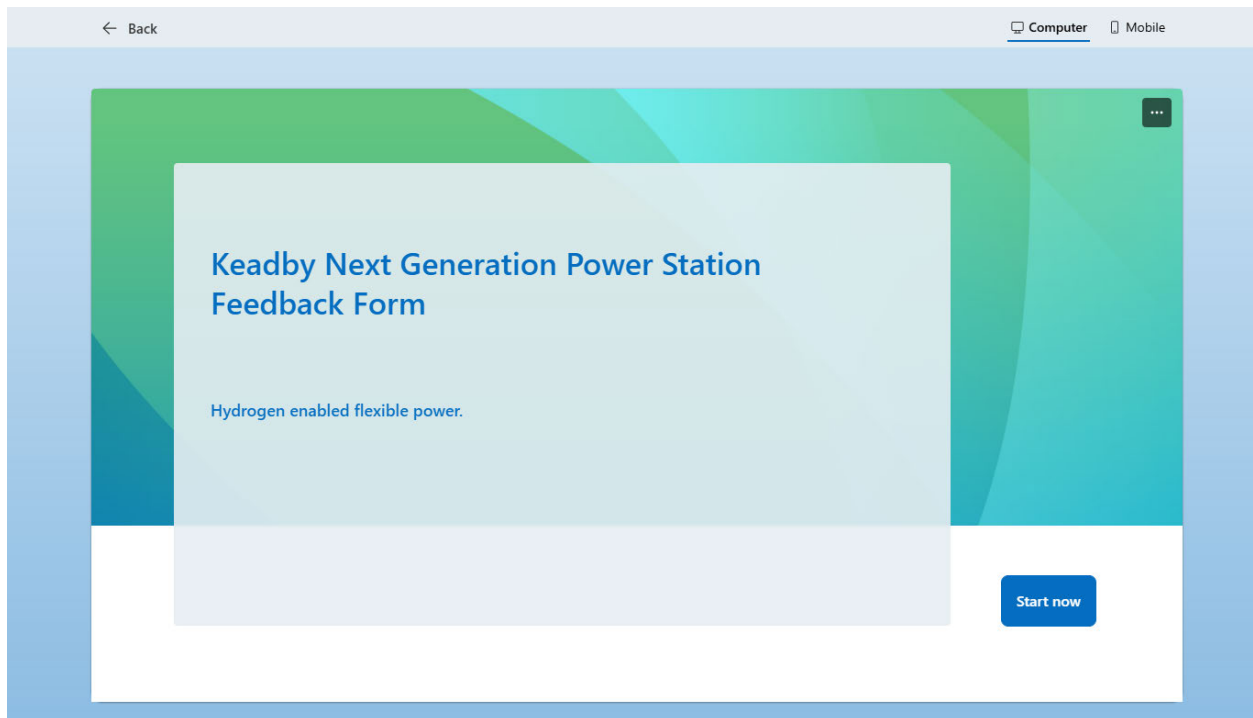 Back
Computer
Mobile
...
Keadby Next Generation Power Station
Feedback Form
Hydrogen enabled flexible power.
Start now